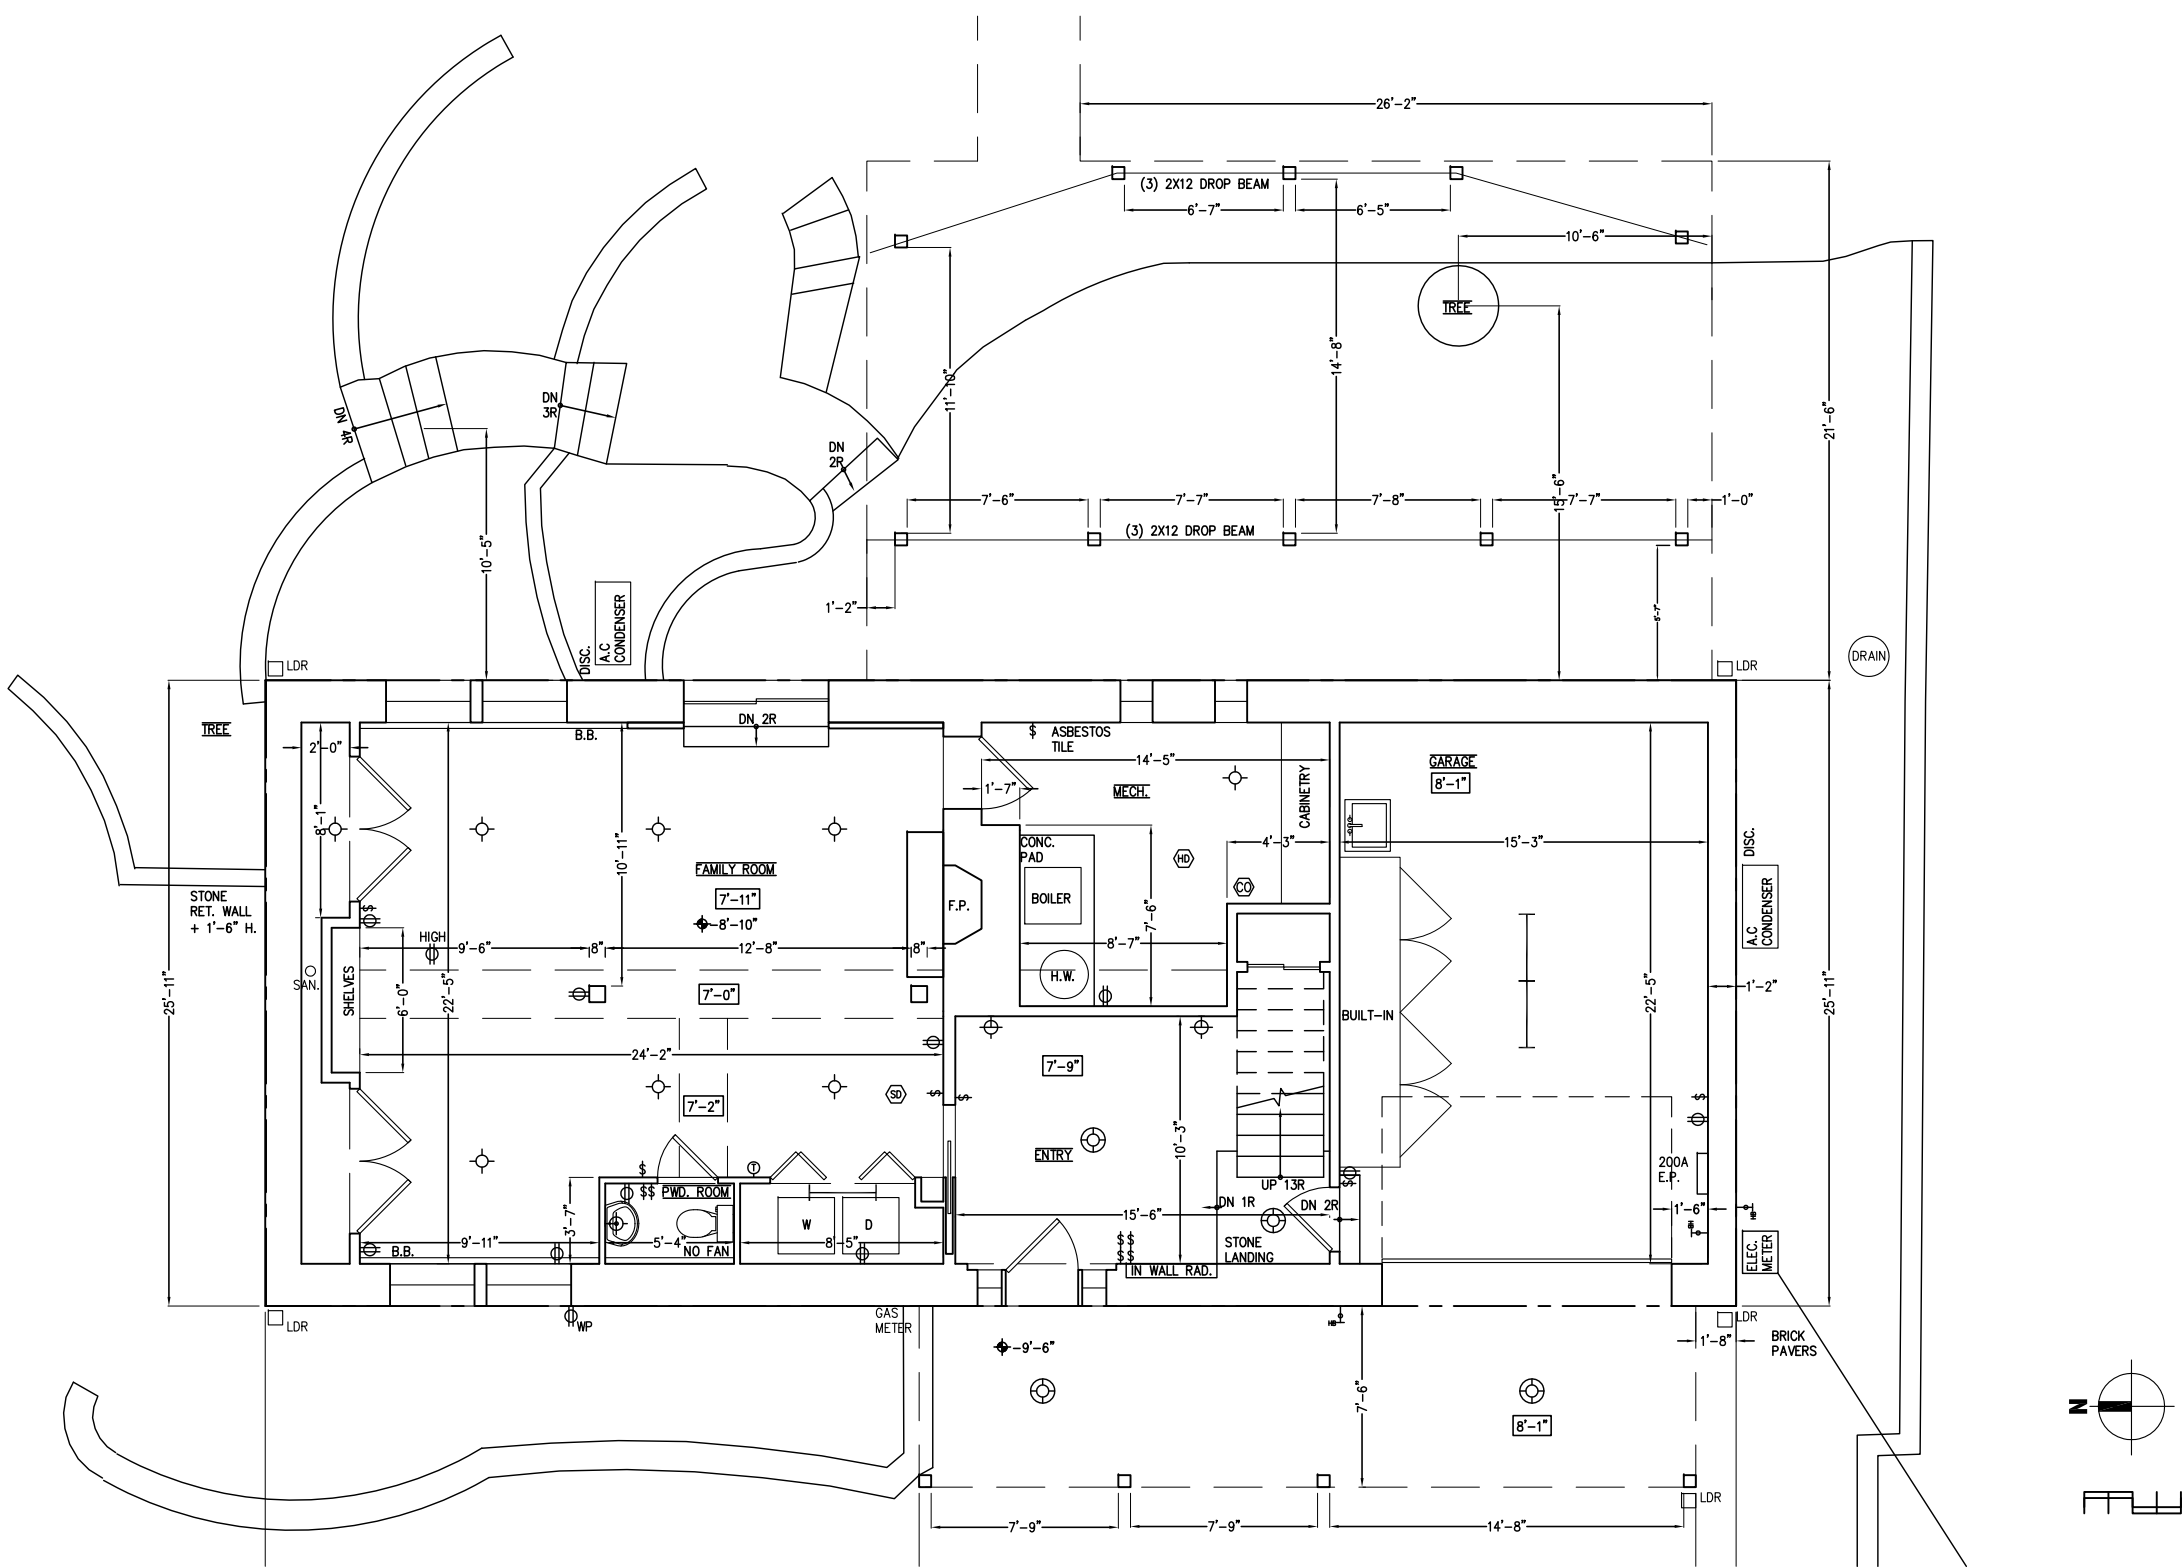 26'-2"
(3) 2X12 DROP BEAM
6'-7"
6'-5"
10'-6"
TREE
14'-8"
11'-10"
21'-6"
DN
4R
DN
3R
DN
2R
7'-6"
7'-7"
7'-8"
7'-7"
1'-0"
15'-6"
(3) 2X12 DROP BEAM
10'-5"
1'-2"
5'-7"
DISC.
A.C
CONDENSER
LDR
LDR
DRAIN
TREE
2'-0"
B.B.
DN 2R
$
ASBESTOS
TILE
14'-5"
1'-7"
MECH.
CABINETRY
GARAGE
8'-1"
8'-1"
10'-11"
CONC.
PAD
4'-3"
15'-3"
DISC.
FAMILY ROOM
7'-11"
-8'-10"
HD
CO
BOILER
F.P.
7'-6"
A.C
CONDENSER
STONE
RET. WALL
+ 1'-6" H.
S
HIGH
9'-6"
8"
12'-8"
8"
8'-7"
SAN.
SHELVES
6'-0"
22'-5"
7'-0"
H.W.
25'-11"
22'-5"
1'-2"
25'-11"
BUILT-IN
24'-2"
7'-9"
SD
S
S
S
7'-2"
10'-3"
ENTRY
$
T
$$
PWD. ROOM
UP 13R
S
200A
E.P.
DN 1R
DN 2R
1'-6"
3'-7"
W
D
15'-6"
HB
HB
B.B.
9'-11"
5'-4"
NO FAN
8'-5"
$$
$$
STONE
LANDING
IN WALL RAD.
ELEC.
METER
LDR
WP
GAS
METER
HB
LDR
-9'-6"
1'-8"
BRICK
PAVERS
7'-6"
8'-1"
N
LDR
7'-9"
7'-9"
14'-8"